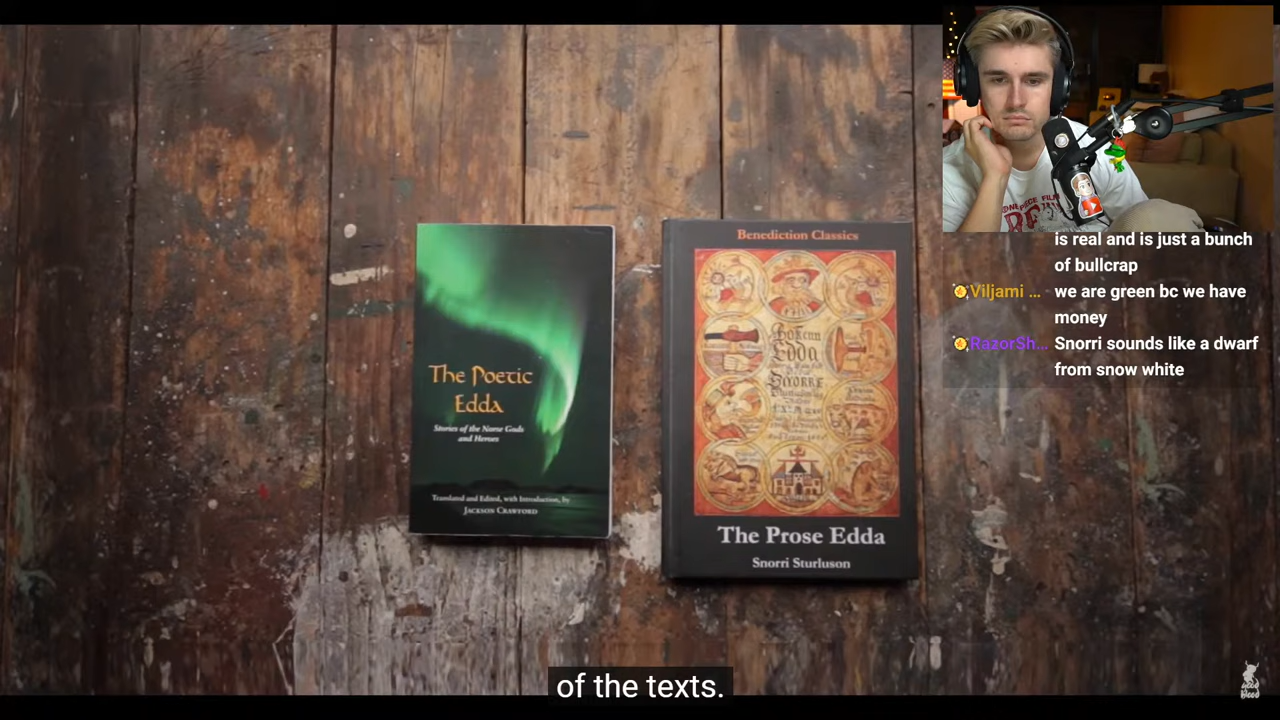 The Poetic
Edda
Stories of the Norse Gods
and Heroes
Translated and Edited, with Introduction, by
JACKSON CRAWFORD
Benediction Classics
Edda
The Prose Edda
Snorri Sturluson
is real and is just a bunch
of bullcrap
Viljami ... we are green bc we have
money
RazorSh... Snorri sounds like a dwarf
from snow white
of the texts.